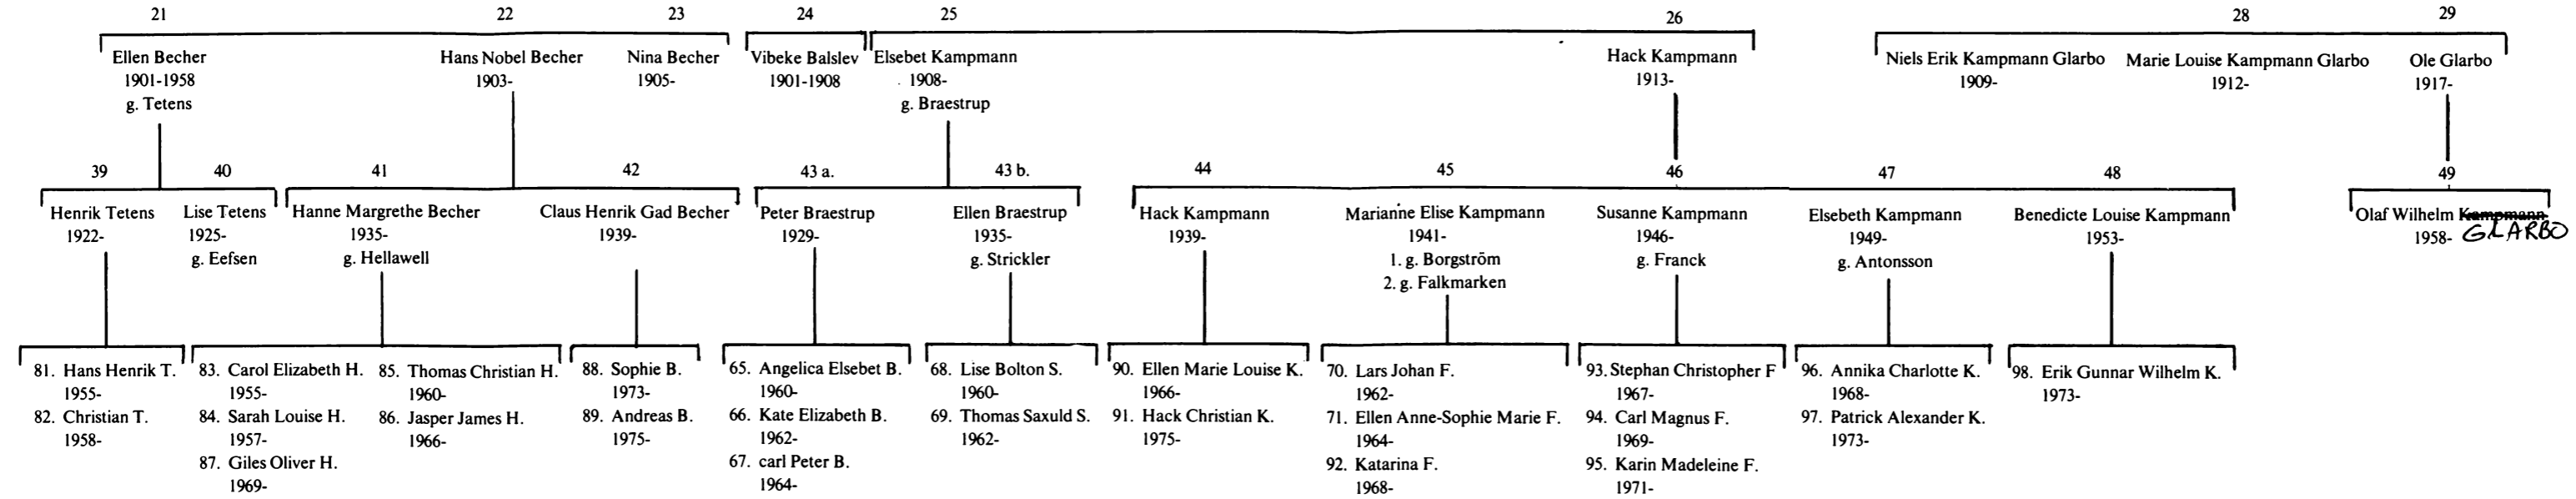 21 22 23 24 25 26 28 29
Ellen Becher Hans Nobel Becher Nina Becher Vibeke Balslev Elsebet Kampmann Hack Kampmann Niels Erik Kampmann Glarbo Marie Louise Kampmann Glarbo Ole Glarbo
1901-1958 1903- 1905- 1901-1908 1908- 1913- 1909- 1912- 1917-
g. Tetens g. Braestrup
39 40 41 42 43 a. 43 b. 44 45 46 47 48 49
Henrik Tetens Lise Tetens Hanne Margrethe Becher Claus Henrik Gad Becher Peter Braestrup Ellen Braestrup Hack Kampmann Marianne Elise Kampmann Susanne Kampmann Elsebeth Kampmann Benedicte Louise Kampmann Olaf Wilhelm Kampmann
1922- 1925- 1935- 1939- 1929- 1935- 1939- 1941- 1946- 1949- 1953- 1958- GLARBO
g. Eefsen g. Hellawell g. Strickler 1. g. Borgström g. Franck g. Antonsson
2. g. Falkmarken
81. Hans Henrik T. 83. Carol Elizabeth H. 85. Thomas Christian H. 88. Sophie B. 65. Angelica Elsebet B. 68. Lise Bolton S. 90. Ellen Marie Louise K. 70. Lars Johan F. 93. Stephan Christopher F 96. Annika Charlotte K. 98. Erik Gunnar Wilhelm K.
1955- 1955- 1960- 1973- 1960- 1960- 1966- 1962- 1967- 1968- 1973-
82. Christian T. 84. Sarah Louise H. 86. Jasper James H. 89. Andreas B. 66. Kate Elizabeth B. 69. Thomas Saxuld S. 91. Hack Christian K. 71. Ellen Anne-Sophie Marie F. 94. Carl Magnus F. 97. Patrick Alexander K.
1958- 1957- 1966- 1975- 1962- 1962- 1975- 1964- 1969- 1973-
87. Giles Oliver H. 67. carl Peter B. 92. Katarina F. 95. Karin Madeleine F.
1969- 1964- 1968- 1971-